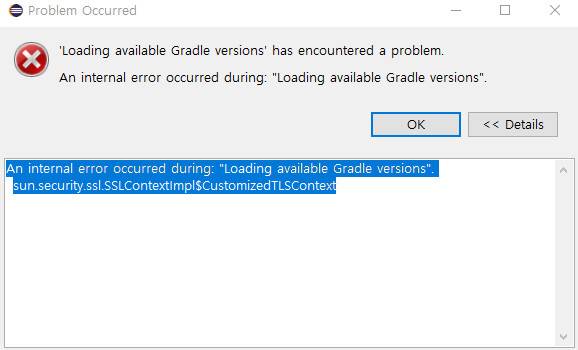 Problem Occurred
'Loading available Gradle versions' has encountered a problem.
An internal error occurred during: "Loading available Gradle versions".
OK
<< Details
An internal error occurred during: "Loading available Gradle versions".
sun.security.ssl.SSLContextImpl$CustomizedTLSContext